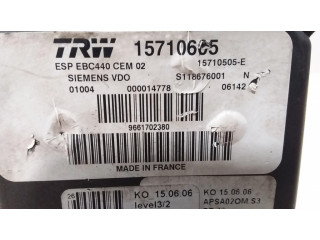 TRW 15710605
ESP EBC440 CEM 02 15710505-E
SIEMENS VDO S118676001 N
01004 000014778 06142
9661702380
MADE IN FRANCE
KO 15.06.06 KO 15.06.06
level3/2 APSA02OM.S1